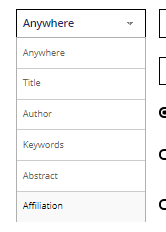 Anywhere
Anywhere
Title
Author
Keywords
Abstract
Affiliation